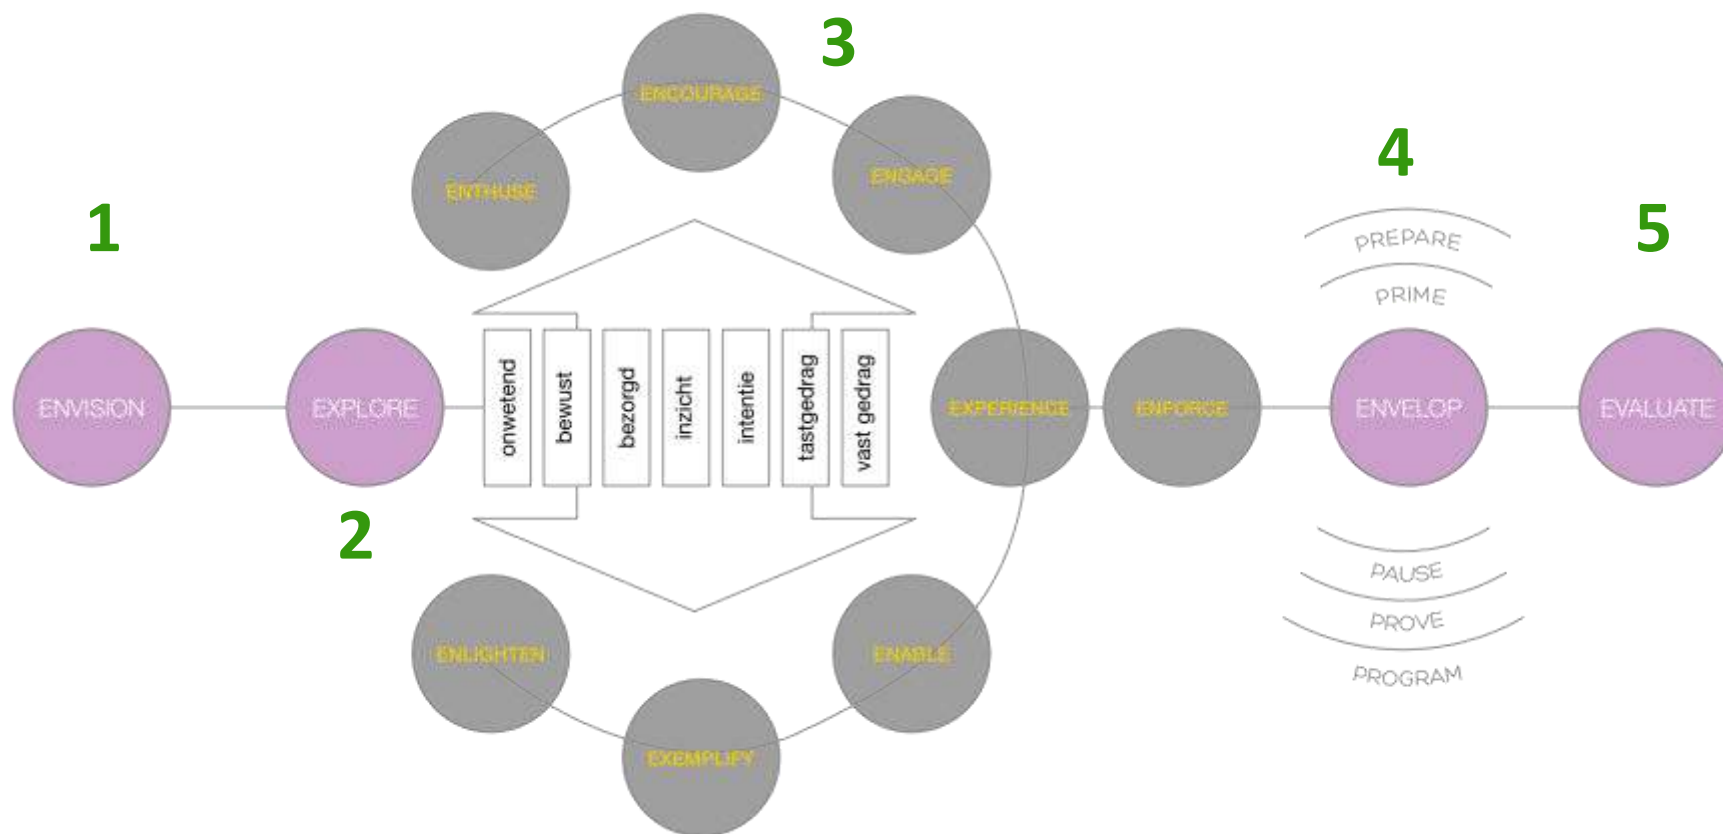 1
ENVISION
2
EXPLORE
3
ENTHUSE
ENCOURAGE
ENGAGE
onwetend
bewust
bezorgd
inzicht
intentie
tastgedrag
vast gedrag
ENLIGHTEN
EXEMPLIFY
ENABLE
EXPERIENCE
ENFORCE
4
PREPARE
PRIME
ENVELOP
PAUSE
PROVE
PROGRAM
5
EVALUATE